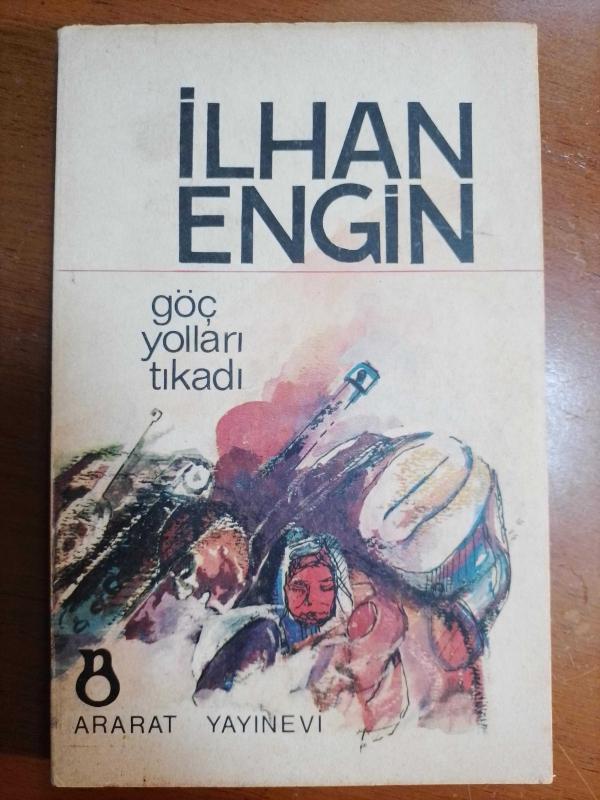 İLHAN
ENGİN
göç
yolları
tıkadı
ARARAT YAYINEVİ